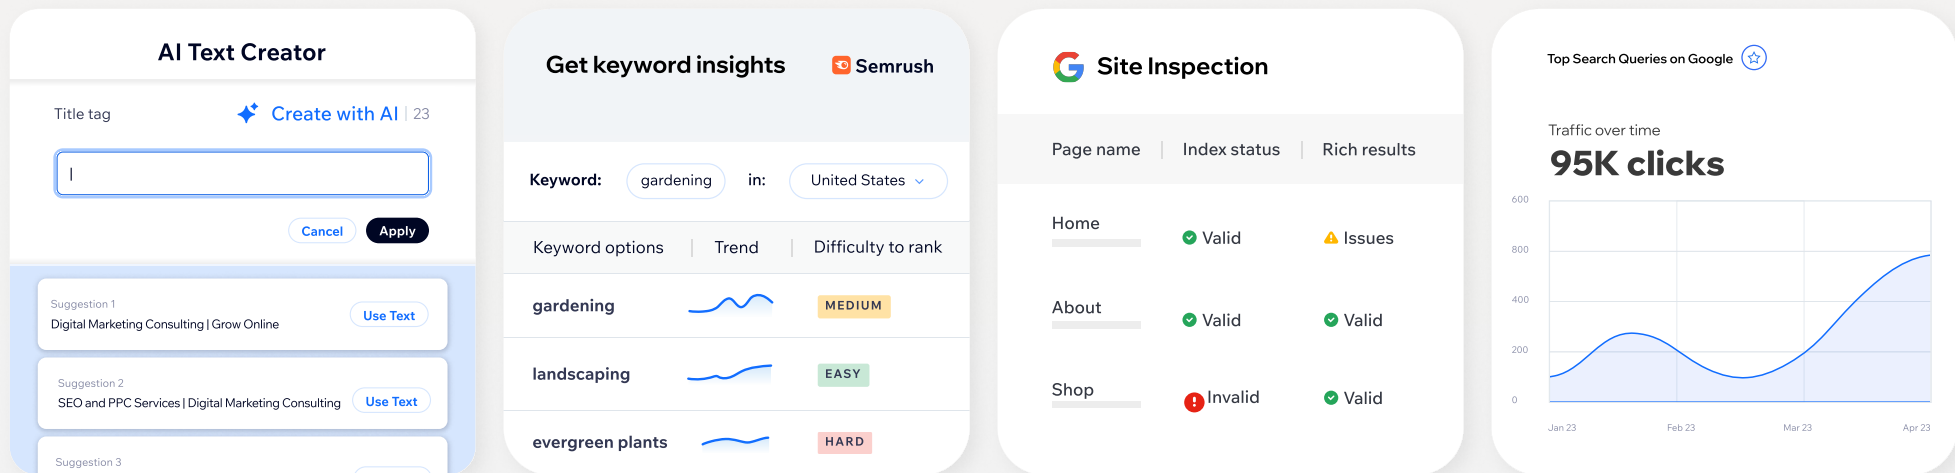 AI Text Creator
Title tag
Create with AI | 23
Cancel
Apply
Suggestion 1
Digital Marketing Consulting | Grow Online
Use Text
Suggestion 2
SEO and PPC Services | Digital Marketing Consulting
Use Text
Suggestion 3
Get keyword insights
Semrush
Keyword: gardening in: United States
Keyword options | Trend | Difficulty to rank
gardening MEDIUM
landscaping EASY
evergreen plants HARD
Site Inspection
Page name | Index status | Rich results
Home Valid Issues
About Valid Valid
Shop Invalid Valid
Top Search Queries on Google
Traffic over time
95K clicks
600
800
400
200
0
Jan 23 Feb 23 Mar 23 Apr 23